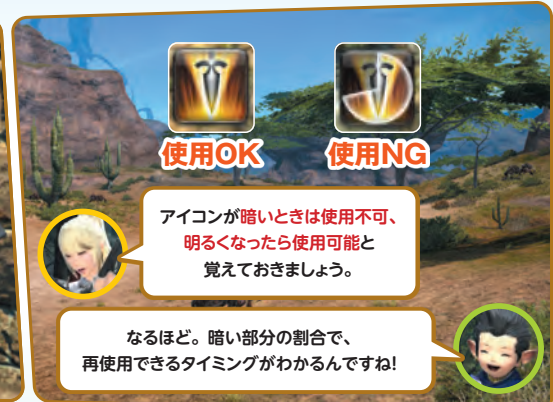 使用OK
使用NG
アイコンが暗いときは使用不可、
明るくなったら使用可能と
覚えておきましょう。
なるほど。暗い部分の割合で、
再使用できるタイミングがわかるんですね!